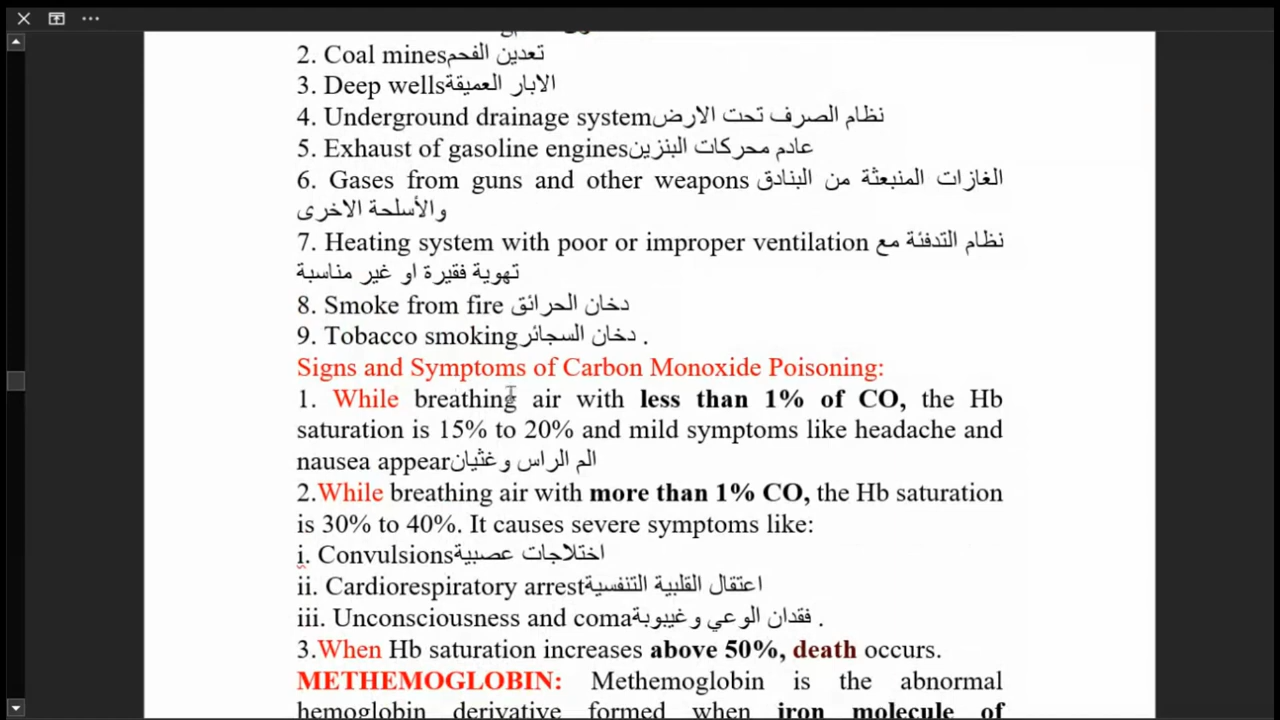 2. Coal minesتعدين الفحم
3. Deep wellsالابار العميقة
4. Underground drainage systemنظام الصرف تحت الارض
5. Exhaust of gasoline enginesعادم محركات البنزين
6. Gases from guns and other weapons الغازات المنبعثة من البنادق
والأسلحة الاخرى
7. Heating system with poor or improper ventilation نظام التدفئة مع
تهوية فقيرة او غير مناسبة
8. Smoke from fire دخان الحرائق
9. Tobacco smokingدخان السجائر .
Signs and Symptoms of Carbon Monoxide Poisoning:
1. While breathing air with less than 1% of CO, the Hb
saturation is 15% to 20% and mild symptoms like headache and
nausea appearالم الراس وغثيان
2.While breathing air with more than 1% CO, the Hb saturation
is 30% to 40%. It causes severe symptoms like:
i. Convulsionsاختلاجات عصبية
ii. Cardiorespiratory arrestاعتقال القلبية التنفسية
iii. Unconsciousness and comaفقدان الوعي وغيبوبة .
3.When Hb saturation increases above 50%, death occurs.
METHEMOGLOBIN: Methemoglobin is the abnormal
hemoglobin derivative formed when iron molecule of